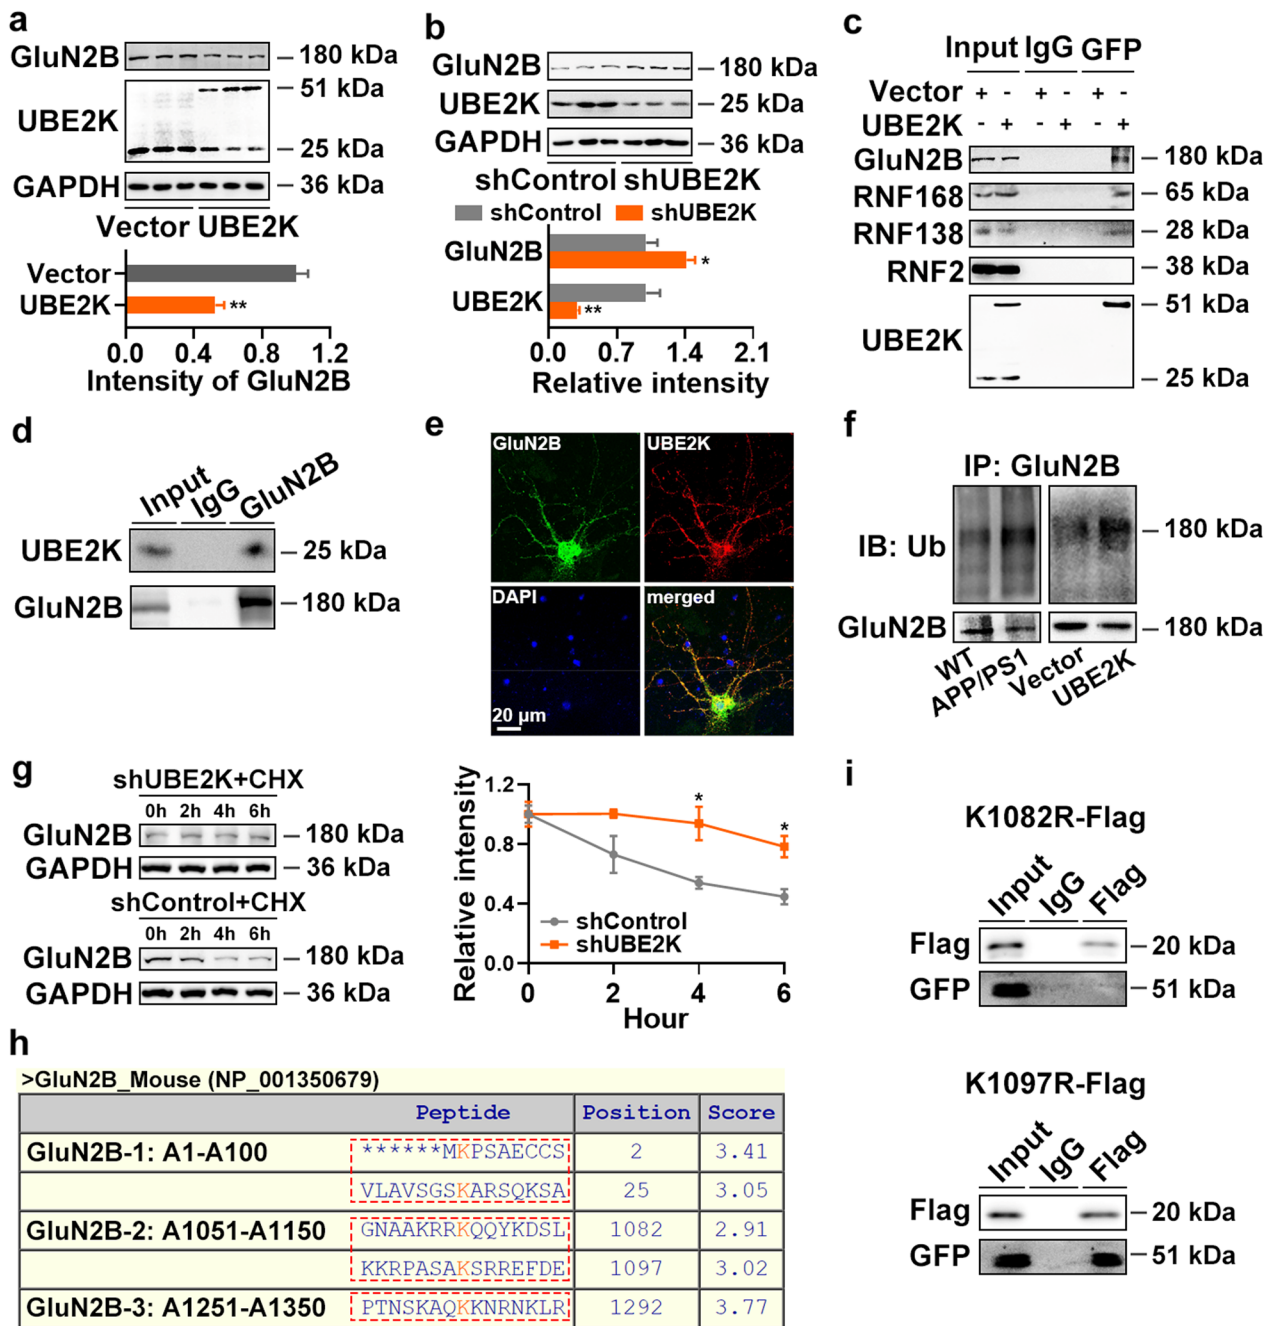 a
GluN2B
180 kDa
51 kDa
UBE2K
25 kDa
GAPDH
36 kDa
Vector UBE2K
Vector
UBE2K
**
0.0 0.4 0.8 1.2
Intensity of GluN2B
b
GluN2B
180 kDa
UBE2K
25 kDa
GAPDH
36 kDa
shControl shUBE2K
shControl shUBE2K
GluN2B
*
UBE2K
**
0.0 0.7 1.4 2.1
Relative intensity
c
Input IgG GFP
Vector + - + - + -
UBE2K - + - + - +
GluN2B
180 kDa
RNF168
65 kDa
RNF138
28 kDa
RNF2
38 kDa
51 kDa
UBE2K
25 kDa
d
Input IgG GluN2B
UBE2K
25 kDa
GluN2B
180 kDa
e
GluN2B UBE2K
DAPI merged
20 µm
f
IP: GluN2B
IB: Ub
180 kDa
GluN2B
180 kDa
WT APP/PS1 Vector UBE2K
g
shUBE2K+CHX
0h 2h 4h 6h
GluN2B
180 kDa
GAPDH
36 kDa
shControl+CHX
0h 2h 4h 6h
GluN2B
180 kDa
GAPDH
36 kDa
Relative intensity
1.2
0.8
0.4
0.0
*
*
shControl
shUBE2K
0 2 4 6
Hour
h
>GluN2B_Mouse (NP_001350679)
Peptide Position Score
GluN2B-1: A1-A100 ******MKPSAECCS 2 3.41
VLAVSGSKARSQKSA 25 3.05
GluN2B-2: A1051-A1150 GNAAKRRKQQYKDSL 1082 2.91
KKRPASAKSRREFDE 1097 3.02
GluN2B-3: A1251-A1350 PTNSKAQKKNRNKLR 1292 3.77
i
K1082R-Flag
Input IgG Flag
Flag
20 kDa
GFP
51 kDa
K1097R-Flag
Input IgG Flag
Flag
20 kDa
GFP
51 kDa